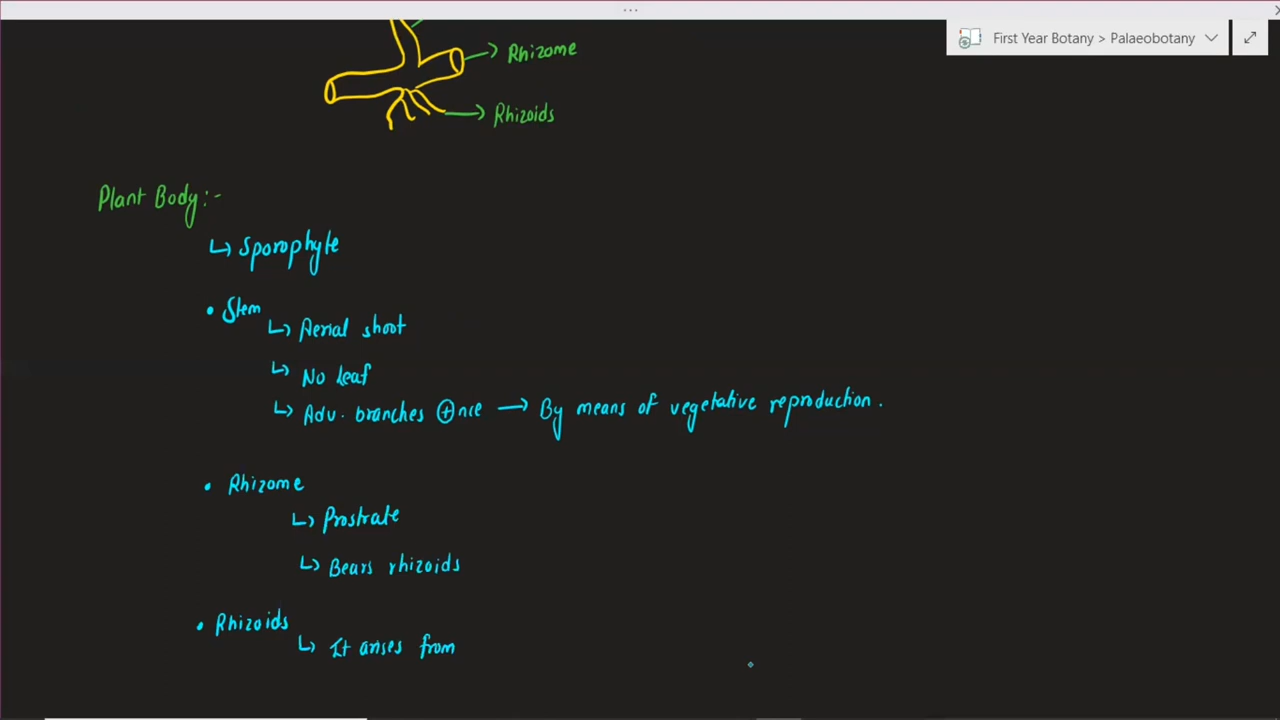 First Year Botany > Palaeobotany
Rhizome
Rhizoids
Plant Body :-
↳ Sporophyte
• Stem
↳ Aerial shoot
↳ No leaf
↳ Adv. branches ⊕nce → By means of vegetative reproduction.
• Rhizome
↳ Prostrate
↳ Bears rhizoids
• Rhizoids
↳ It arises from